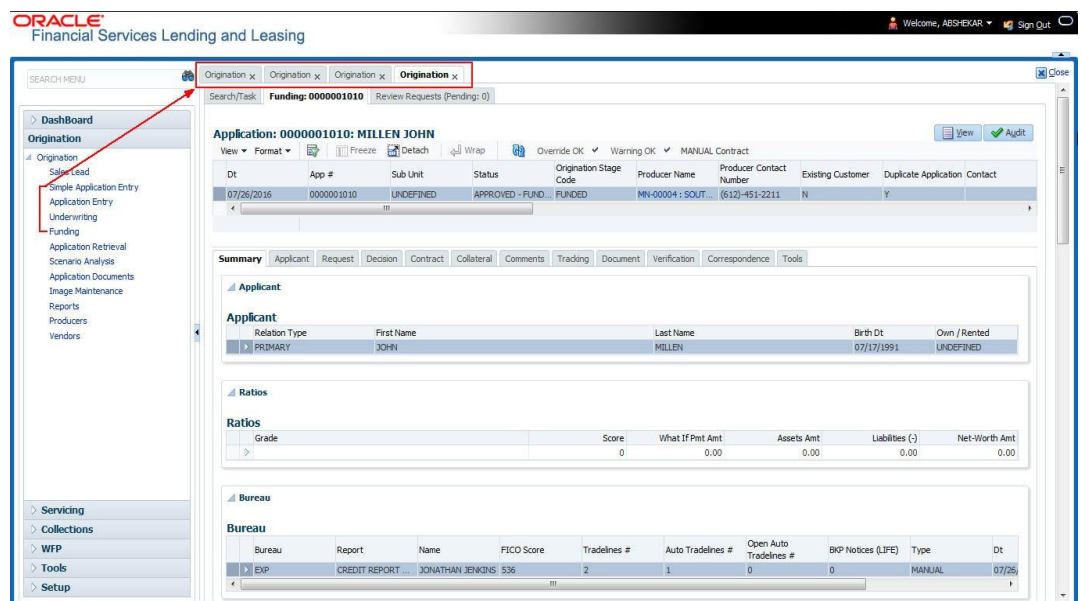 ORACLE®
Financial Services Lending and Leasing
Welcome, ABSHEKAR
Sign Out
SEARCH MENU
DashBoard
Origination
Origination
Sales Lead
Simple Application Entry
Application Entry
Underwriting
Funding
Application Retrieval
Scenario Analysis
Application Documents
Image Maintenance
Reports
Producers
Vendors
Servicing
Collections
WFP
Tools
Setup
Origination x Origination x Origination x Origination x
Close
Search/Task Funding: 0000001010 Review Requests (Pending: 0)
Application: 0000001010: MILLEN JOHN
View Audit
View Format Freeze Detach Wrap Override OK Warning OK MANUAL Contract
Dt App # Sub Unit Status Origination Stage Code Producer Name Producer Contact Number Existing Customer Duplicate Application Contact
07/26/2016 0000001010 UNDEFINED APPROVED - FUND... FUNDED MN-00004 : SOUT... (612)-451-2211 N Y
Summary Applicant Request Decision Contract Collateral Comments Tracking Document Verification Correspondence Tools
Applicant
Applicant
Relation Type First Name Last Name Birth Dt Own / Rented
PRIMARY JOHN MILLEN 07/17/1991 UNDEFINED
Ratios
Ratios
Grade Score What If Pmt Amt Assets Amt Liabilities (-) Net-Worth Amt
0 0.00 0.00 0.00 0.00
Bureau
Bureau
Bureau Report Name FICO Score Tradelines # Auto Tradelines # Open Auto Tradelines # BKP Notices (LIFE) Type Dt
EXP CREDIT REPORT ... JONATHAN JENKINS 536 2 1 0 0 MANUAL 07/26/